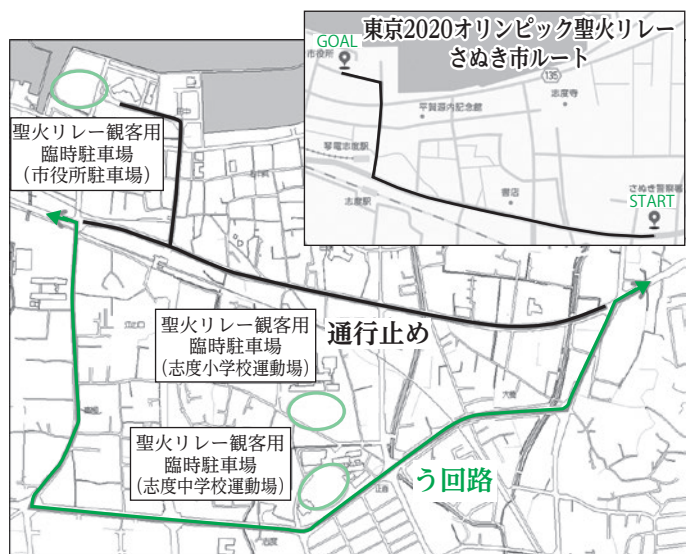 東京2020オリンピック聖火リレー
さぬき市ルート
GOAL
市役所
135
志度寺
平賀源内記念館
琴電志度駅
志度駅
書店
さぬき警察署
START
聖火リレー観客用
臨時駐車場
(市役所駐車場)
聖火リレー観客用
臨時駐車場
(志度小学校運動場)
通行止め
聖火リレー観客用
臨時駐車場
(志度中学校運動場)
う回路